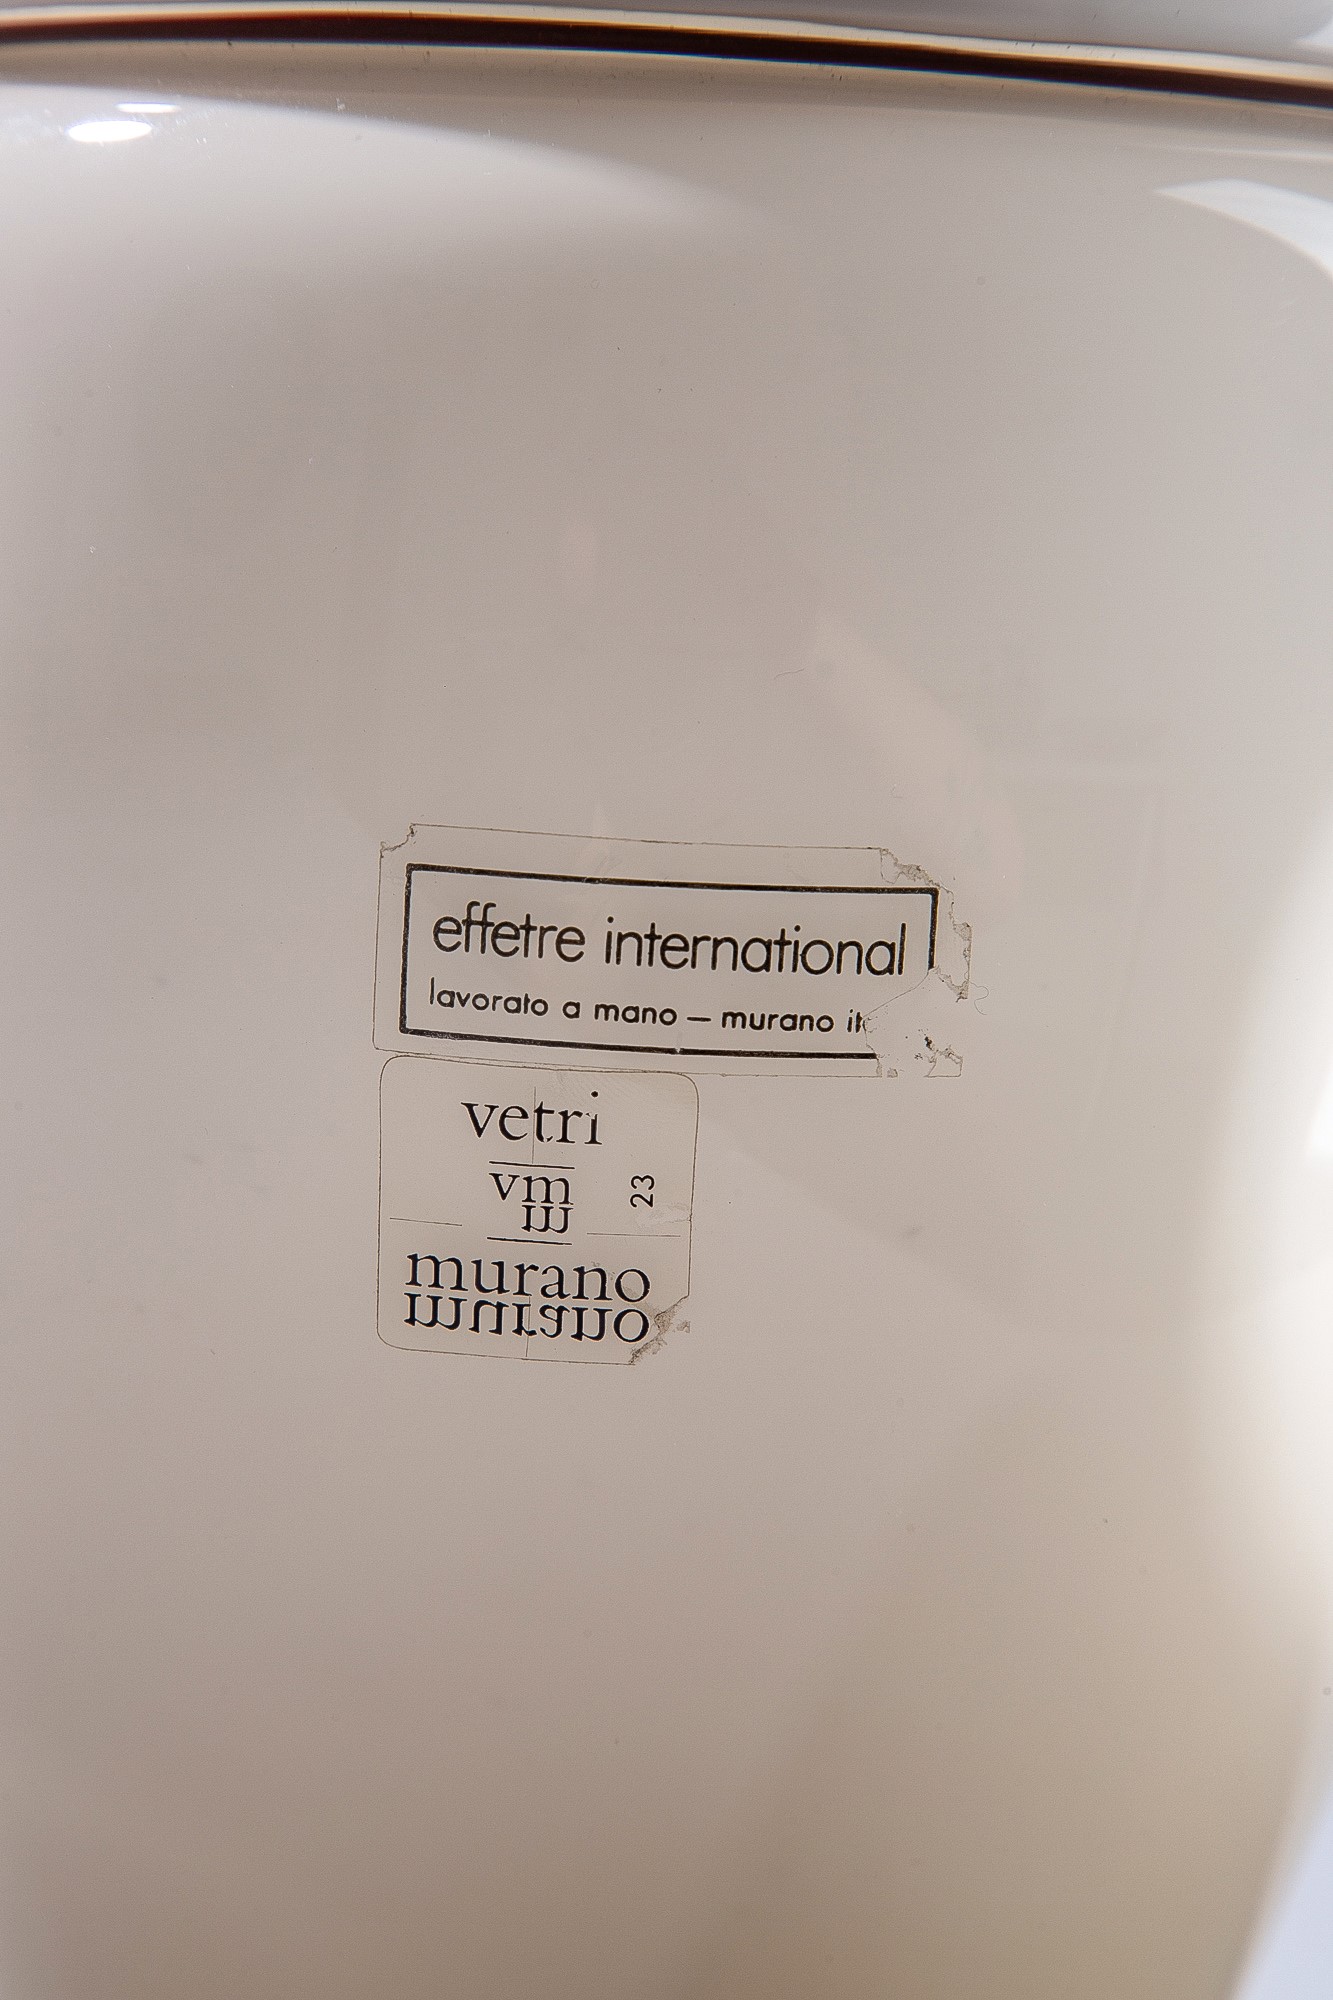 effetre international
lavorato a mano – murano it
vetri
vm
23
murano